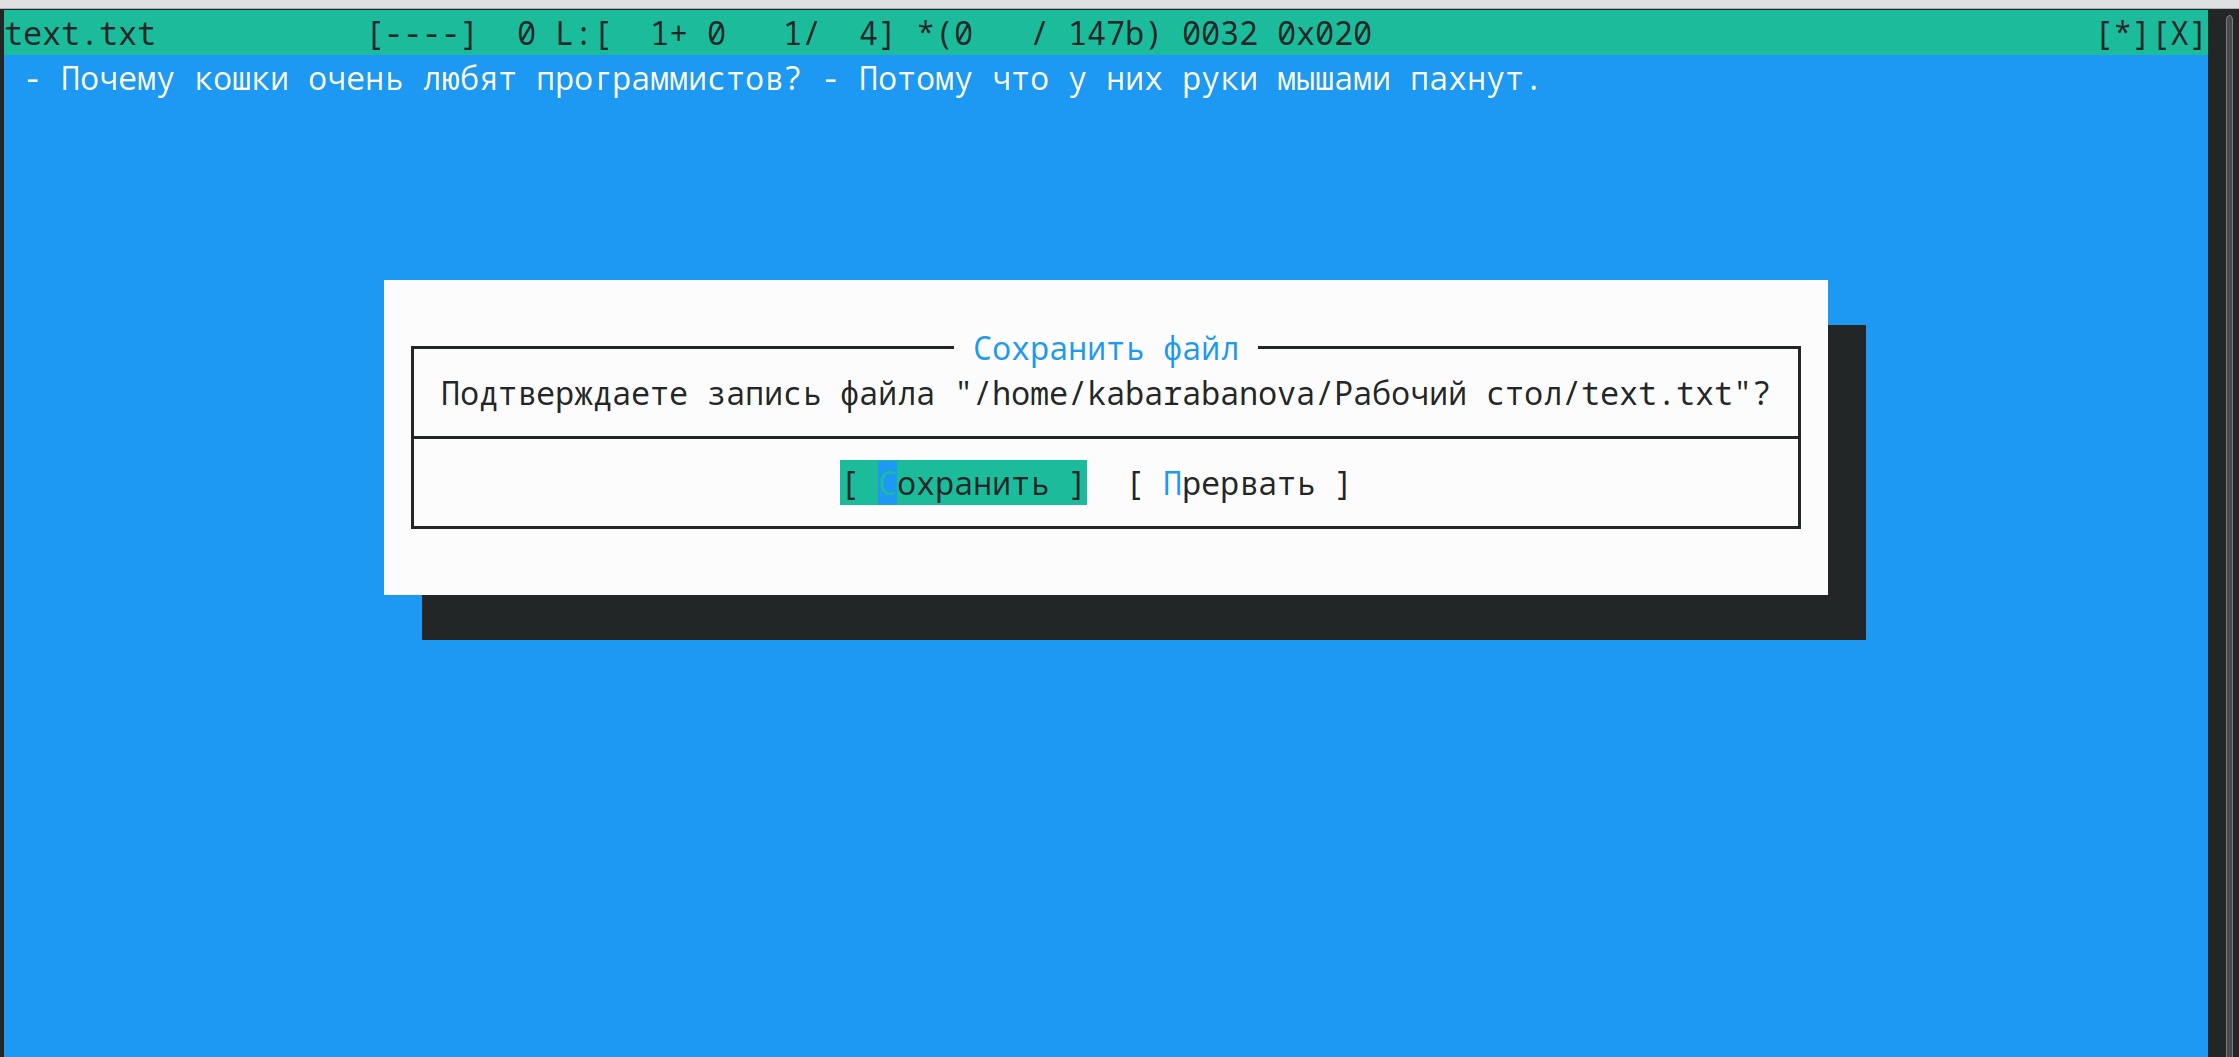 text.txt [----] 0 L:[ 1+ 0 1/ 4] *(0 / 147b) 0032 0x020 [*][X]
- Почему кошки очень любят программистов? - Потому что у них руки мышами пахнут.
Сохранить файл
Подтверждаете запись файла "/home/kabarabanova/Рабочий стол/text.txt"?
[ Сохранить ] [ Прервать ]